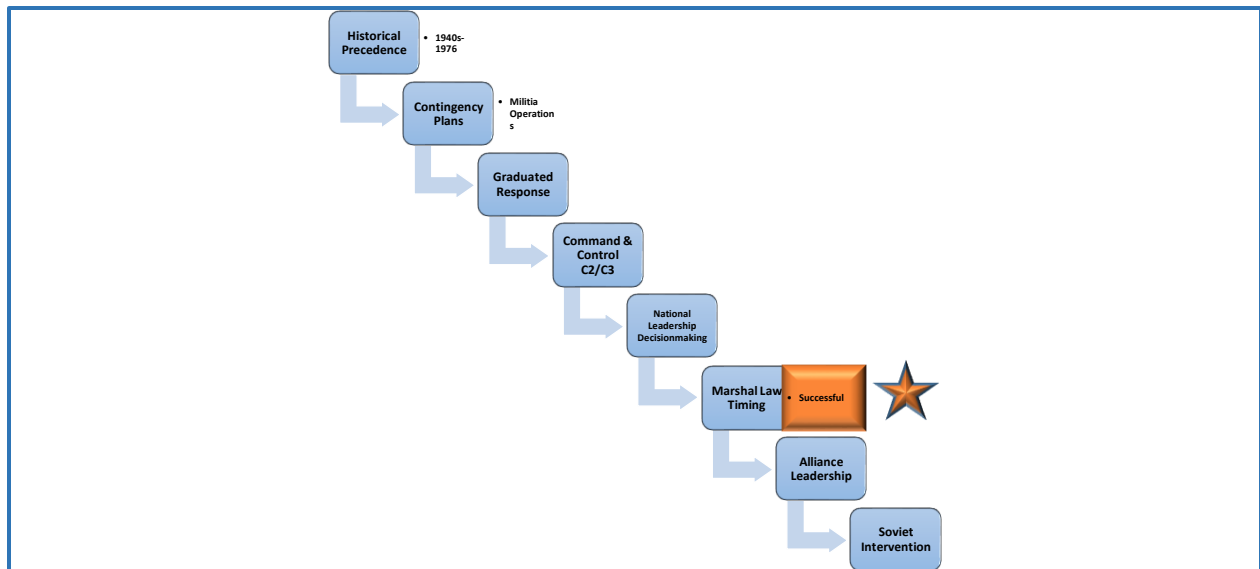 Historical
Precedence
• 1940s-
1976
Contingency
Plans
• Militia
Operation
s
Graduated
Response
Command &
Control
C2/C3
National
Leadership
Decisionmaking
Marshal Law
Timing
• Successful
Alliance
Leadership
Soviet
Intervention